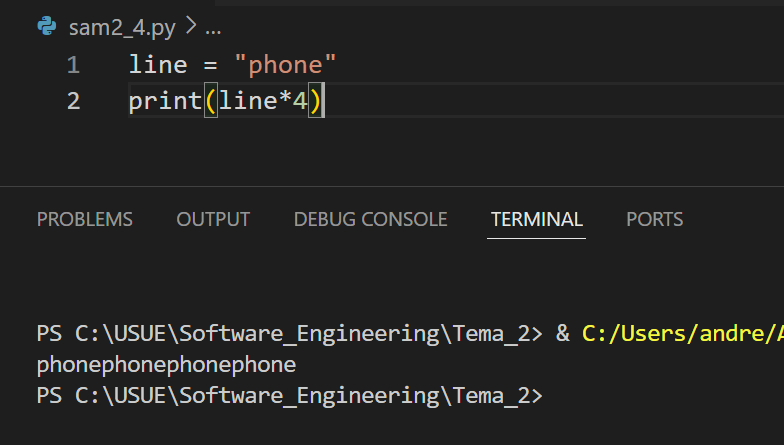 sam2_4.py > ...
1 line = "phone"
2 print(line*4)
PROBLEMS OUTPUT DEBUG CONSOLE TERMINAL PORTS
PS C:\USUE\Software_Engineering\Tema_2> & C:/Users/andre/
phonephonephonephone
PS C:\USUE\Software_Engineering\Tema_2>